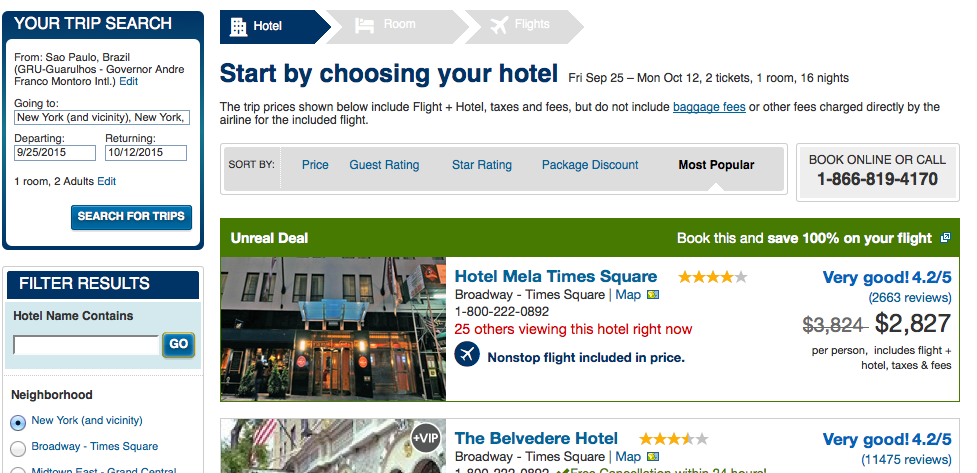 YOUR TRIP SEARCH
From: Sao Paulo, Brazil
(GRU-Guarulhos - Governor Andre
Franco Montoro Intl.) Edit
Going to:
New York (and vicinity), New York,
Departing: Returning:
9/25/2015 10/12/2015
1 room, 2 Adults Edit
SEARCH FOR TRIPS
FILTER RESULTS
Hotel Name Contains
GO
Neighborhood
New York (and vicinity)
Broadway - Times Square
Midtown East - Grand Central
Hotel Room Flights
Start by choosing your hotel Fri Sep 25 – Mon Oct 12, 2 tickets, 1 room, 16 nights
The trip prices shown below include Flight + Hotel, taxes and fees, but do not include baggage fees or other fees charged directly by the
airline for the included flight.
SORT BY: Price Guest Rating Star Rating Package Discount Most Popular
BOOK ONLINE OR CALL
1-866-819-4170
Unreal Deal Book this and save 100% on your flight
Hotel Mela Times Square
Broadway - Times Square | Map
1-800-222-0892
25 others viewing this hotel right now
Nonstop flight included in price.
Very good! 4.2/5
(2663 reviews)
$3,824 $2,827
per person, includes flight +
hotel, taxes & fees
+VIP
The Belvedere Hotel
Broadway - Times Square | Map
1-800-222-0892 Free Cancellation within 24 hours!
Very good! 4.2/5
(11475 reviews)